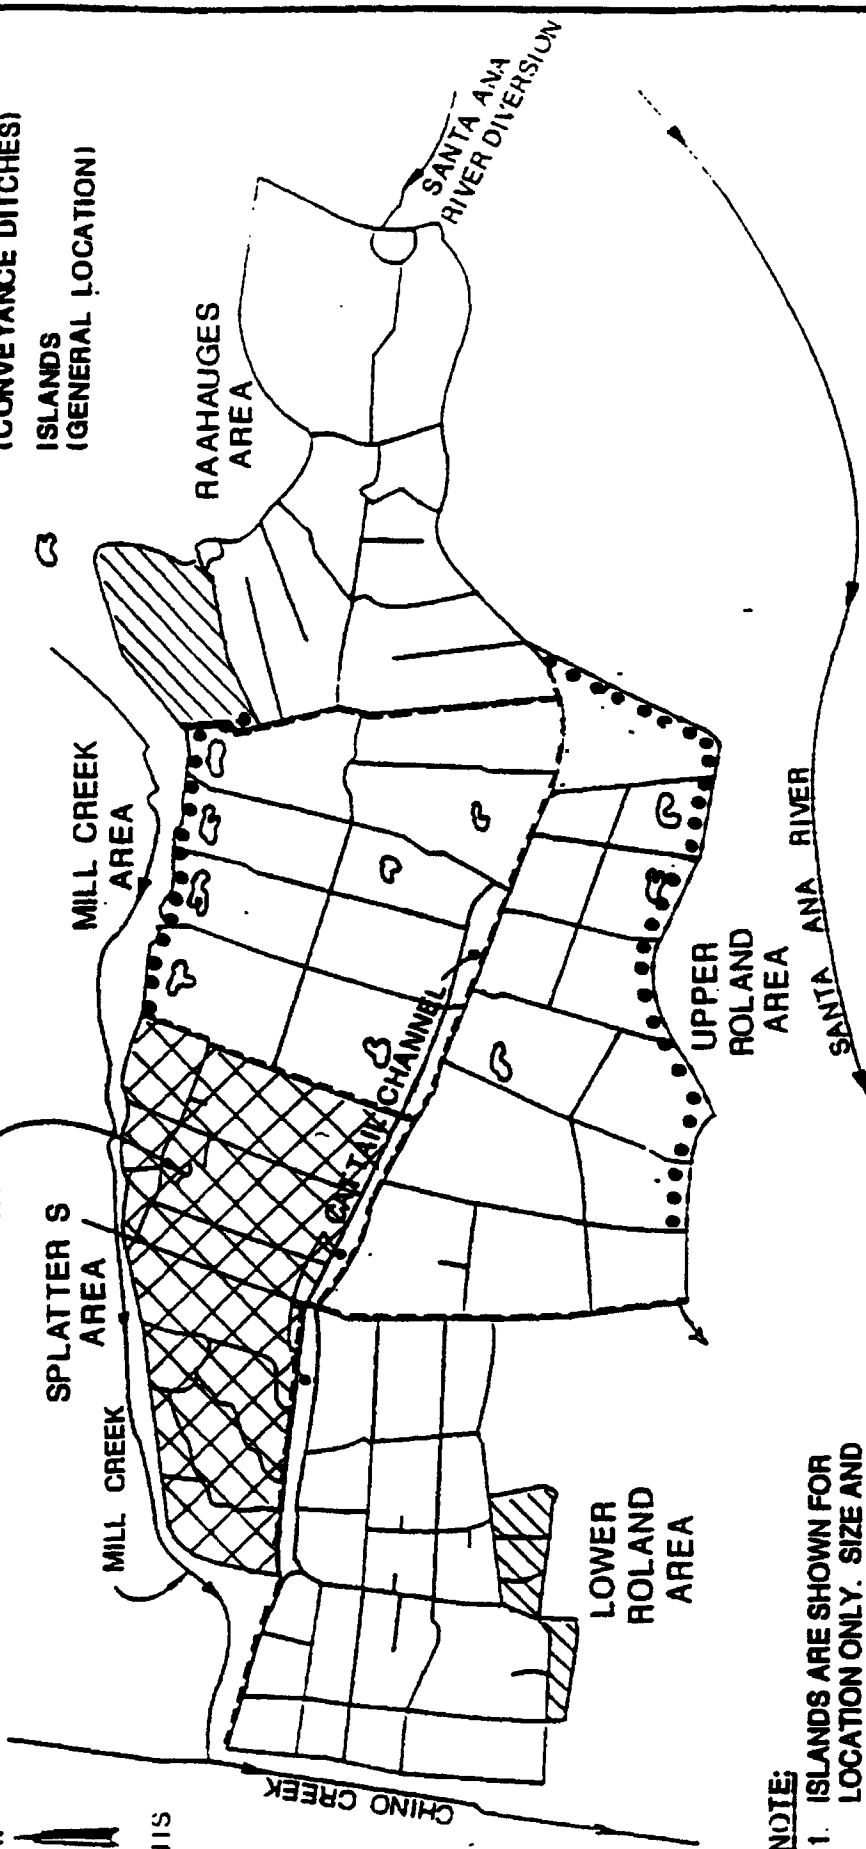 (CONVEYANCE DITCHES)
ISLANDS
(GENERAL LOCATION)
SANTA ANA
RIVER DIVERSION
RAAHAUGES
AREA
MILL CREEK
AREA
SPLATTER S
AREA
MILL CREEK
CATTAIL CHANNEL
UPPER
ROLAND
AREA
SANTA ANA RIVER
LOWER
ROLAND
AREA
CHINO CREEK
NOTE:
1. ISLANDS ARE SHOWN FOR
LOCATION ONLY. SIZE AND